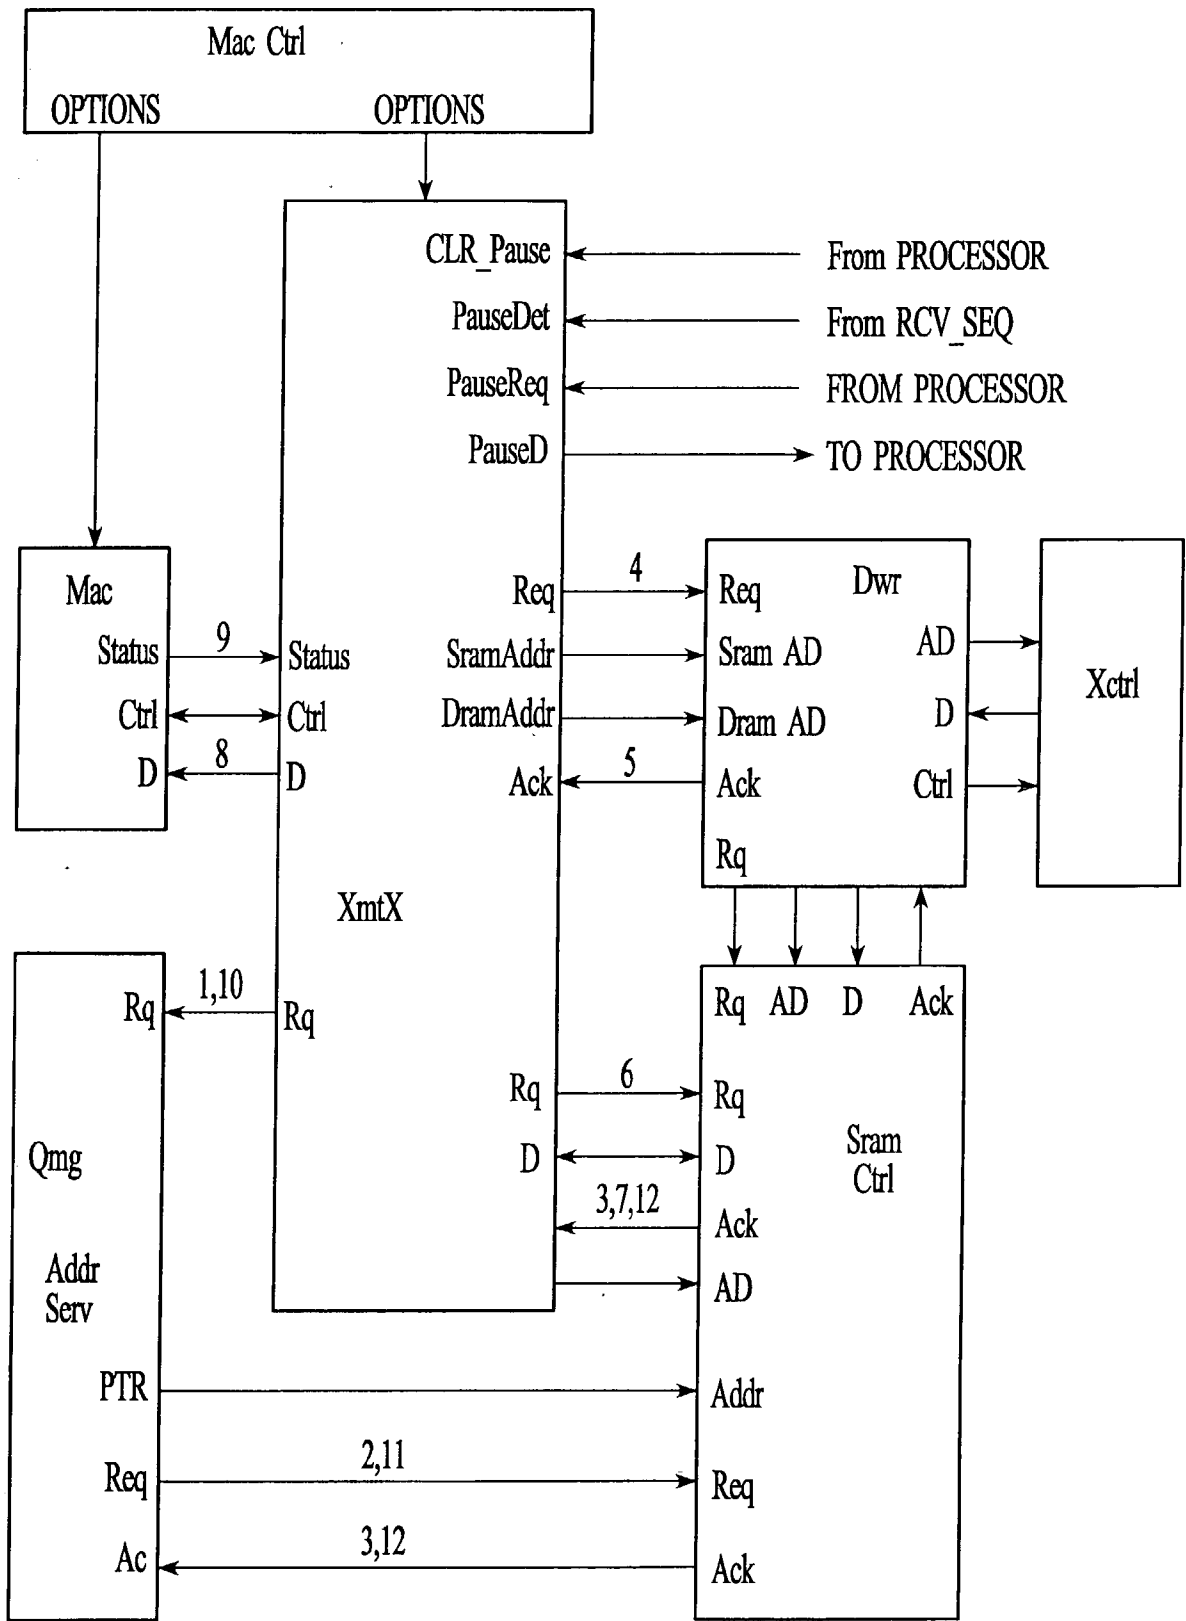 Mac Ctrl
OPTIONS
OPTIONS
CLR_Pause
From PROCESSOR
PauseDet
From RCV_SEQ
PauseReq
FROM PROCESSOR
PauseD
TO PROCESSOR
Mac
Status
9
Status
Ctrl
Ctrl
D
8
D
Req
4
Req
Dwr
SramAddr
Sram AD
AD
DramAddr
Dram AD
D
Xctrl
Ack
5
Ack
Ctrl
Rq
XmtX
Rq
1,10
Rq
Rq
AD
D
Ack
Rq
6
Rq
Qmg
D
D
Sram
Ctrl
3,7,12
Ack
Addr
Serv
AD
PTR
Addr
Req
2,11
Req
Ac
3,12
Ack